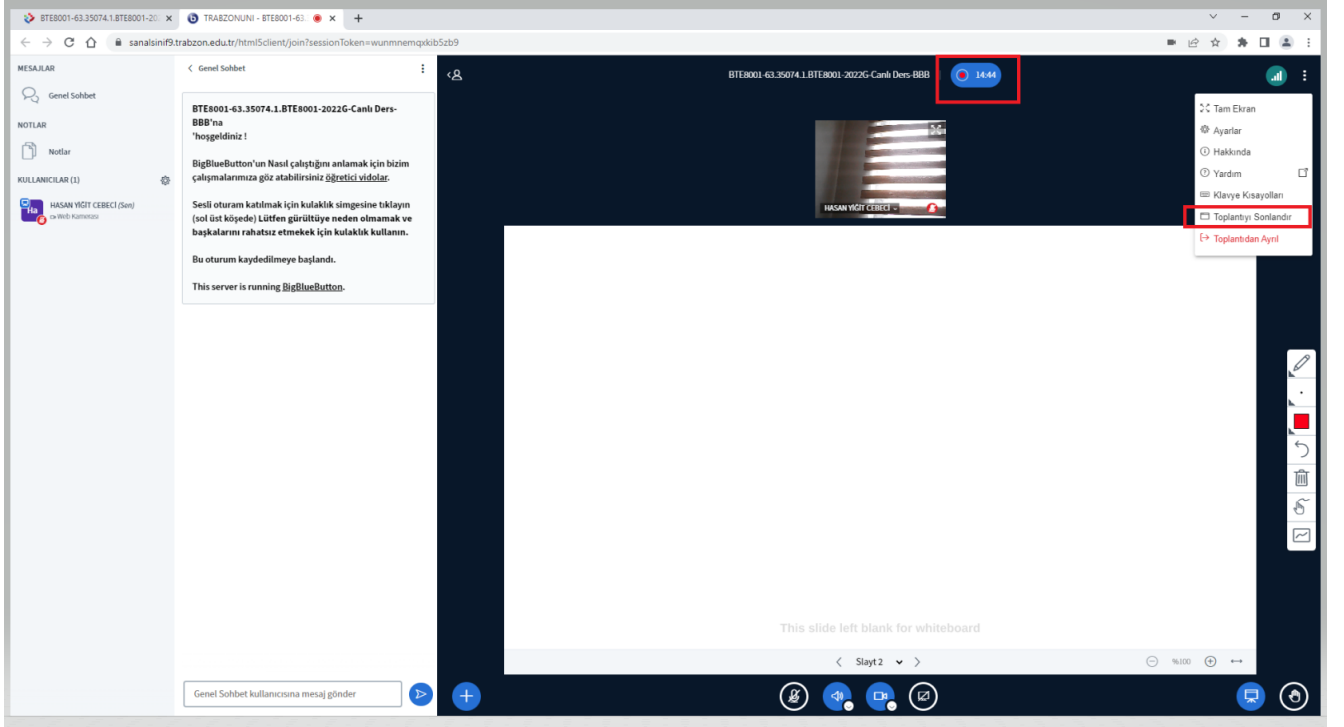 BTE8001-63.35074.1.BTE8001-20
TRABZONUNI - BTE8001-63.
sanalsinif9.trabzon.edu.tr/html5client/join?sessionToken=wunmnemqxkib5zb9
MESAJLAR
Genel Sohbet
NOTLAR
Notlar
KULLANICILAR (1)
Ha
HASAN YİĞİT CEBECİ (Sen)
Web Kamerası
Genel Sohbet
BTE8001-63.35074.1.BTE8001-2022G-Canlı Ders-
BBB'na
'hoşgeldiniz !
BigBlueButton'un Nasıl çalıştığını anlamak için bizim
çalışmalarımıza göz atabilirsiniz öğretici vidolar.
Sesli oturam katılmak için kulaklık simgesine tıklayın
(sol üst köşede) Lütfen gürültüye neden olmamak ve
başkalarını rahatsız etmekek için kulaklık kullanın.
Bu oturum kaydedilmeye başlandı.
This server is running BigBlueButton.
Genel Sohbet kullanıcısına mesaj gönder
BTE8001-63.35074.1.BTE8001-2022G-Canlı Ders-BBB
14:44
HASAN YİĞİT CEBECİ
Tam Ekran
Ayarlar
Hakkında
Yardım
Klavye Kısayolları
Toplantıyı Sonlandır
Toplantıdan Ayrıl
This slide left blank for whiteboard
Slayt 2
%100